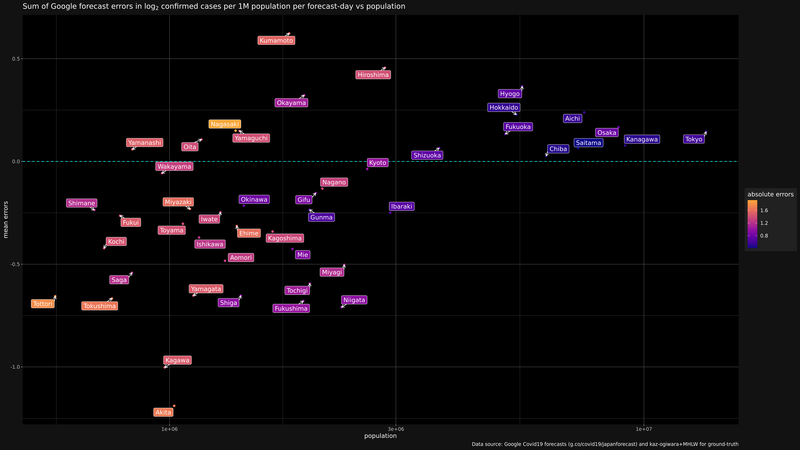 Sum of Google forecast errors in log2 confirmed cases per 1M population per forecast-day vs population
Kumamoto
0.5
Hiroshima
Hyogo
Okayama
Hokkaido
Aichi
Nagasaki
Fukuoka
Osaka
Yamanashi
Yamaguchi
Kanagawa
Tokyo
Oita
Saitama
Chiba
Shizuoka
0.0
Kyoto
Wakayama
Nagano
absolute errors
Shimane
Miyazaki
Okinawa
Gifu
Ibaraki
1.6
1.2
0.8
mean errors
Fukui
Iwate
Gunma
Toyama
Ehime
Kagoshima
Kochi
Ishikawa
Mie
Aomori
-0.5
Saga
Miyagi
Yamagata
Tochigi
Tottori
Tokushima
Shiga
Niigata
Fukushima
Kagawa
-1.0
Akita
1e+06
3e+06
1e+07
population
Data source: Google Covid19 forecasts (g.co/covid19/japanforecast) and kaz-ogiwara+MHLW for ground-truth